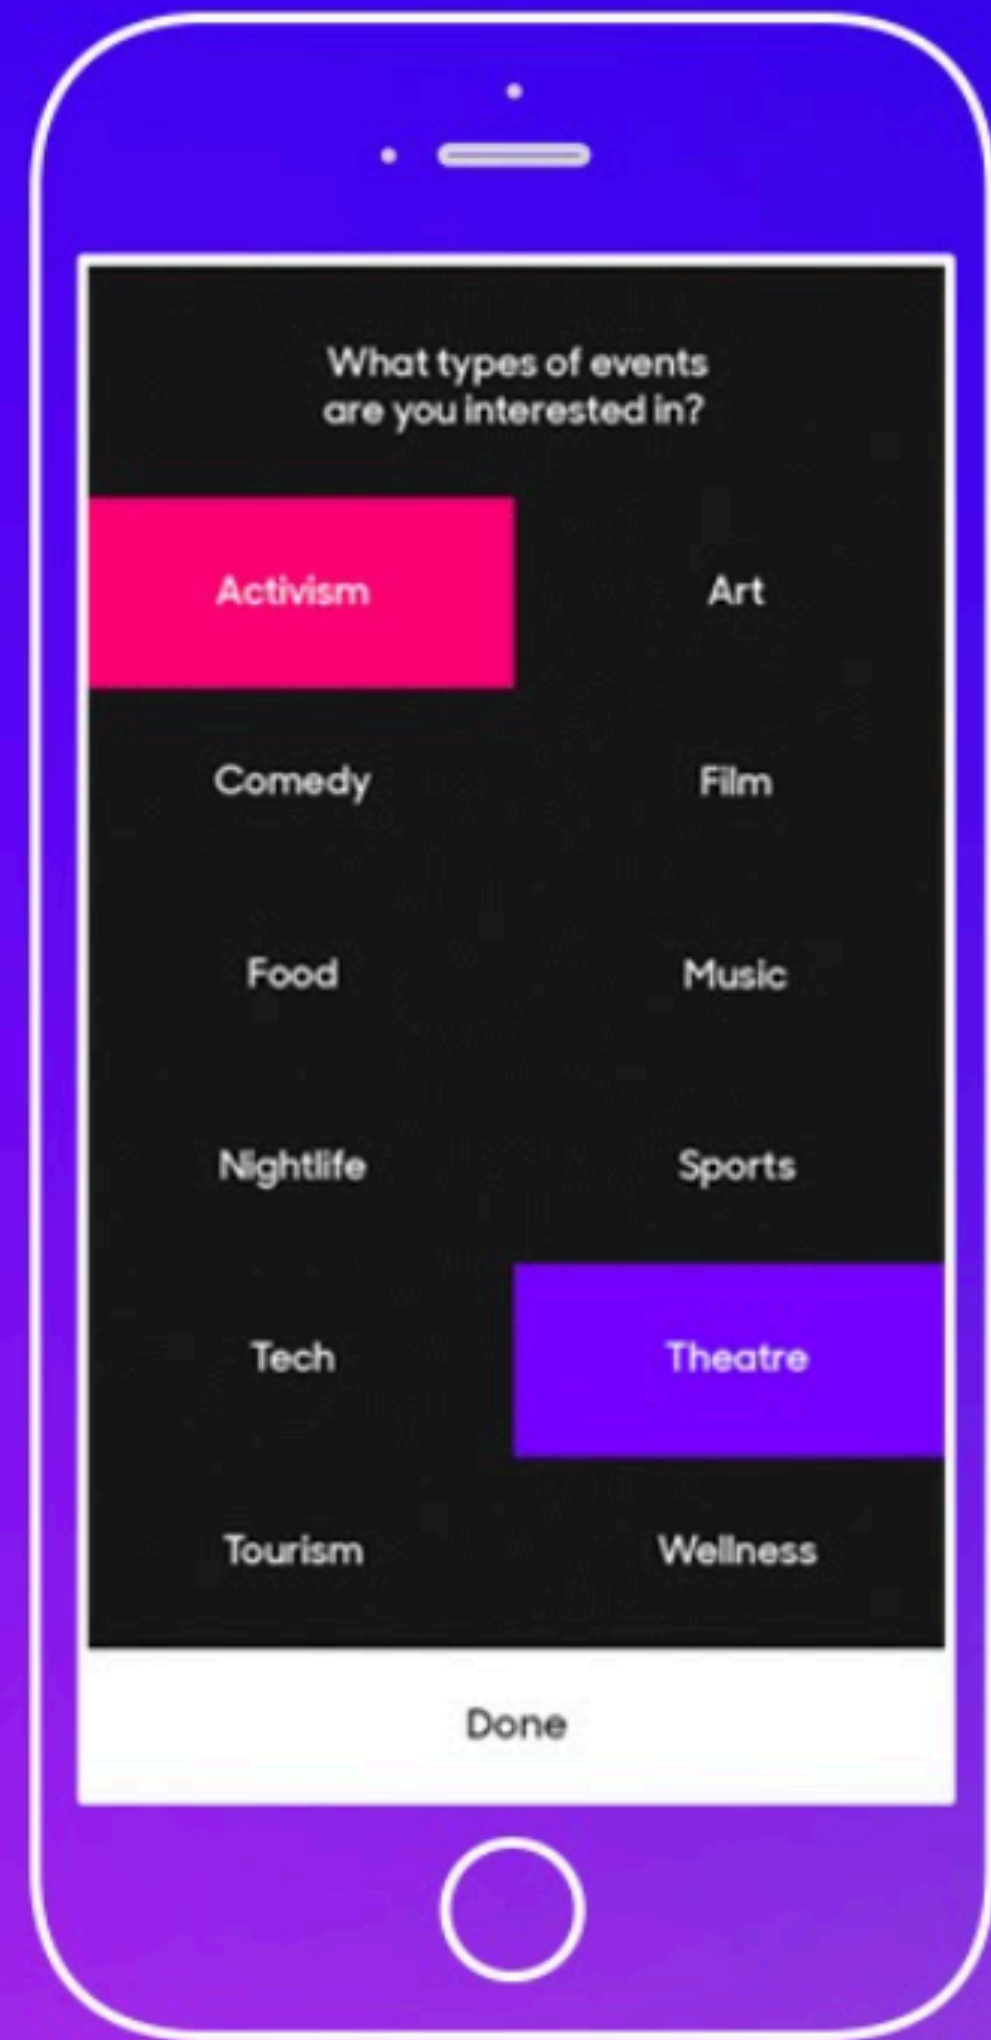 What types of events
are you interested in?
Activism
Art
Comedy
Film
Food
Music
Nightlife
Sports
Tech
Theatre
Tourism
Wellness
Done